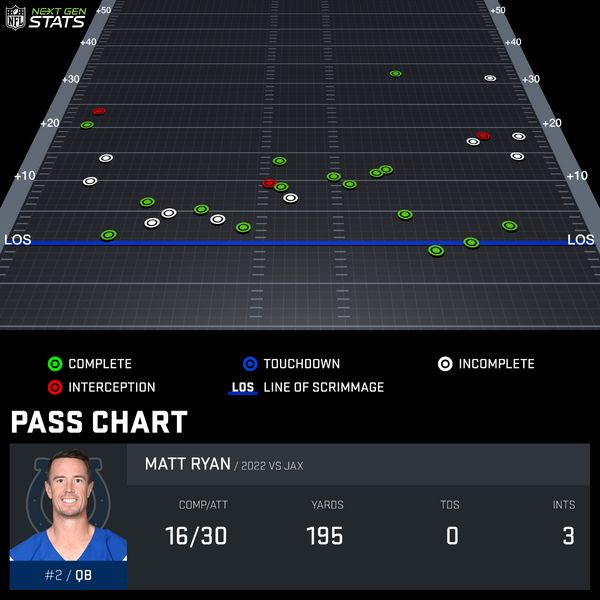 NFL NEXT GEN STATS
+50 +50
+40 +40
+30 +30
+20 +20
+10 +10
LOS LOS
COMPLETE TOUCHDOWN INCOMPLETE
INTERCEPTION LOS LINE OF SCRIMMAGE
PASS CHART
MATT RYAN / 2022 VS JAX
COMP/ATT YARDS TDS INTS
16/30 195 0 3
#2 / QB